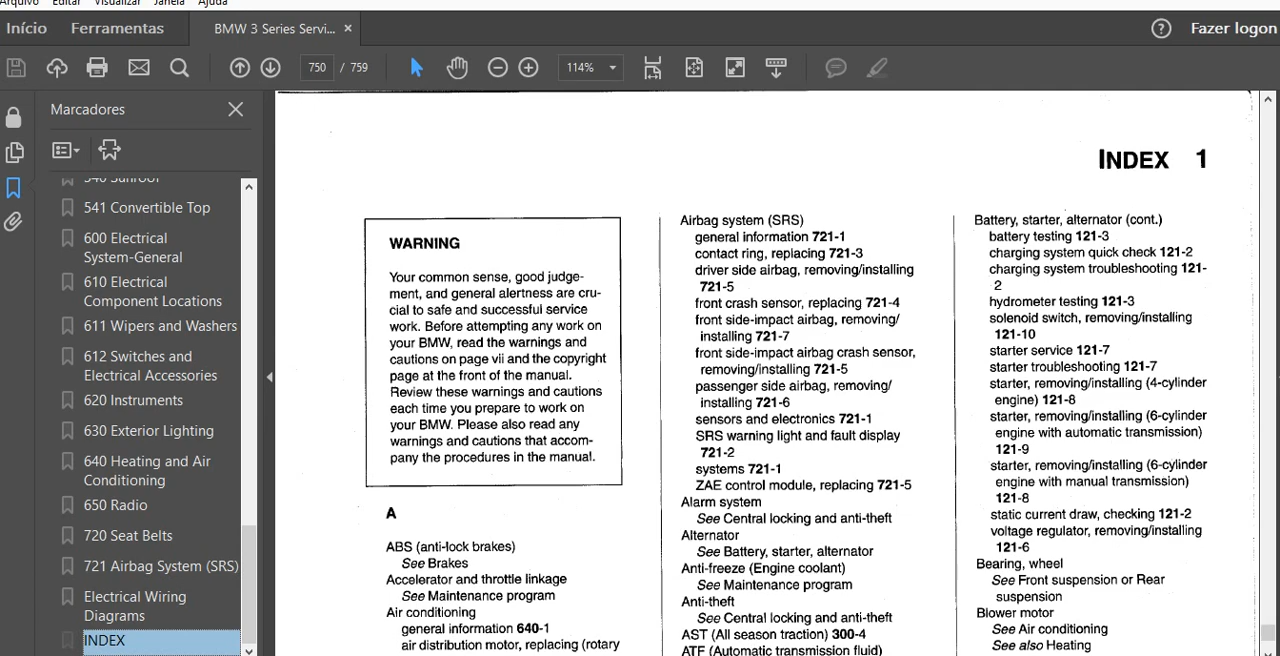 Arquivo Editar Visualizar Janela Ajuda
Início Ferramentas BMW 3 Series Servi... × ? Fazer logon
750 / 759 114%
Marcadores
540 Sunroof
541 Convertible Top
600 Electrical
System-General
610 Electrical
Component Locations
611 Wipers and Washers
612 Switches and
Electrical Accessories
620 Instruments
630 Exterior Lighting
640 Heating and Air
Conditioning
650 Radio
720 Seat Belts
721 Airbag System (SRS)
Electrical Wiring
Diagrams
INDEX
INDEX 1
WARNING
Your common sense, good judge-
ment, and general alertness are cru-
cial to safe and successful service
work. Before attempting any work on
your BMW, read the warnings and
cautions on page vii and the copyright
page at the front of the manual.
Review these warnings and cautions
each time you prepare to work on
your BMW. Please also read any
warnings and cautions that accom-
pany the procedures in the manual.
A
ABS (anti-lock brakes)
See Brakes
Accelerator and throttle linkage
See Maintenance program
Air conditioning
general information 640-1
air distribution motor, replacing (rotary
Airbag system (SRS)
general information 721-1
contact ring, replacing 721-3
driver side airbag, removing/installing
721-5
front crash sensor, replacing 721-4
front side-impact airbag, removing/
installing 721-7
front side-impact airbag crash sensor,
removing/installing 721-5
passenger side airbag, removing/
installing 721-6
sensors and electronics 721-1
SRS warning light and fault display
721-2
systems 721-1
ZAE control module, replacing 721-5
Alarm system
See Central locking and anti-theft
Alternator
See Battery, starter, alternator
Anti-freeze (Engine coolant)
See Maintenance program
Anti-theft
See Central locking and anti-theft
AST (All season traction) 300-4
ATF (Automatic transmission fluid)
Battery, starter, alternator (cont.)
battery testing 121-3
charging system quick check 121-2
charging system troubleshooting 121-
2
hydrometer testing 121-3
solenoid switch, removing/installing
121-10
starter service 121-7
starter troubleshooting 121-7
starter, removing/installing (4-cylinder
engine) 121-8
starter, removing/installing (6-cylinder
engine with automatic transmission)
121-9
starter, removing/installing (6-cylinder
engine with manual transmission)
121-8
static current draw, checking 121-2
voltage regulator, removing/installing
121-6
Bearing, wheel
See Front suspension or Rear
suspension
Blower motor
See Air conditioning
See also Heating